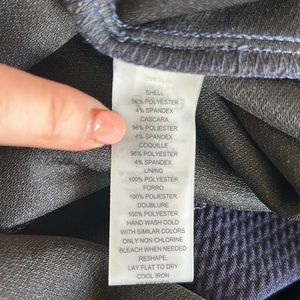 SHELL
96% POLYESTER
4% SPANDEX
CASCARA
96% POLYESTER
4% SPANDEX
COQUILLE
96% POLYESTER
4% SPANDEX
LINING
100% POLYESTER
FORRO
100% POLYESTER
DOUBLURE
100% POLYESTER
HAND WASH COLD
WITH SIMILAR COLORS
ONLY NON CHLORINE
BLEACH WHEN NEEDED
RESHAPE,
LAY FLAT TO DRY
COOL IRON